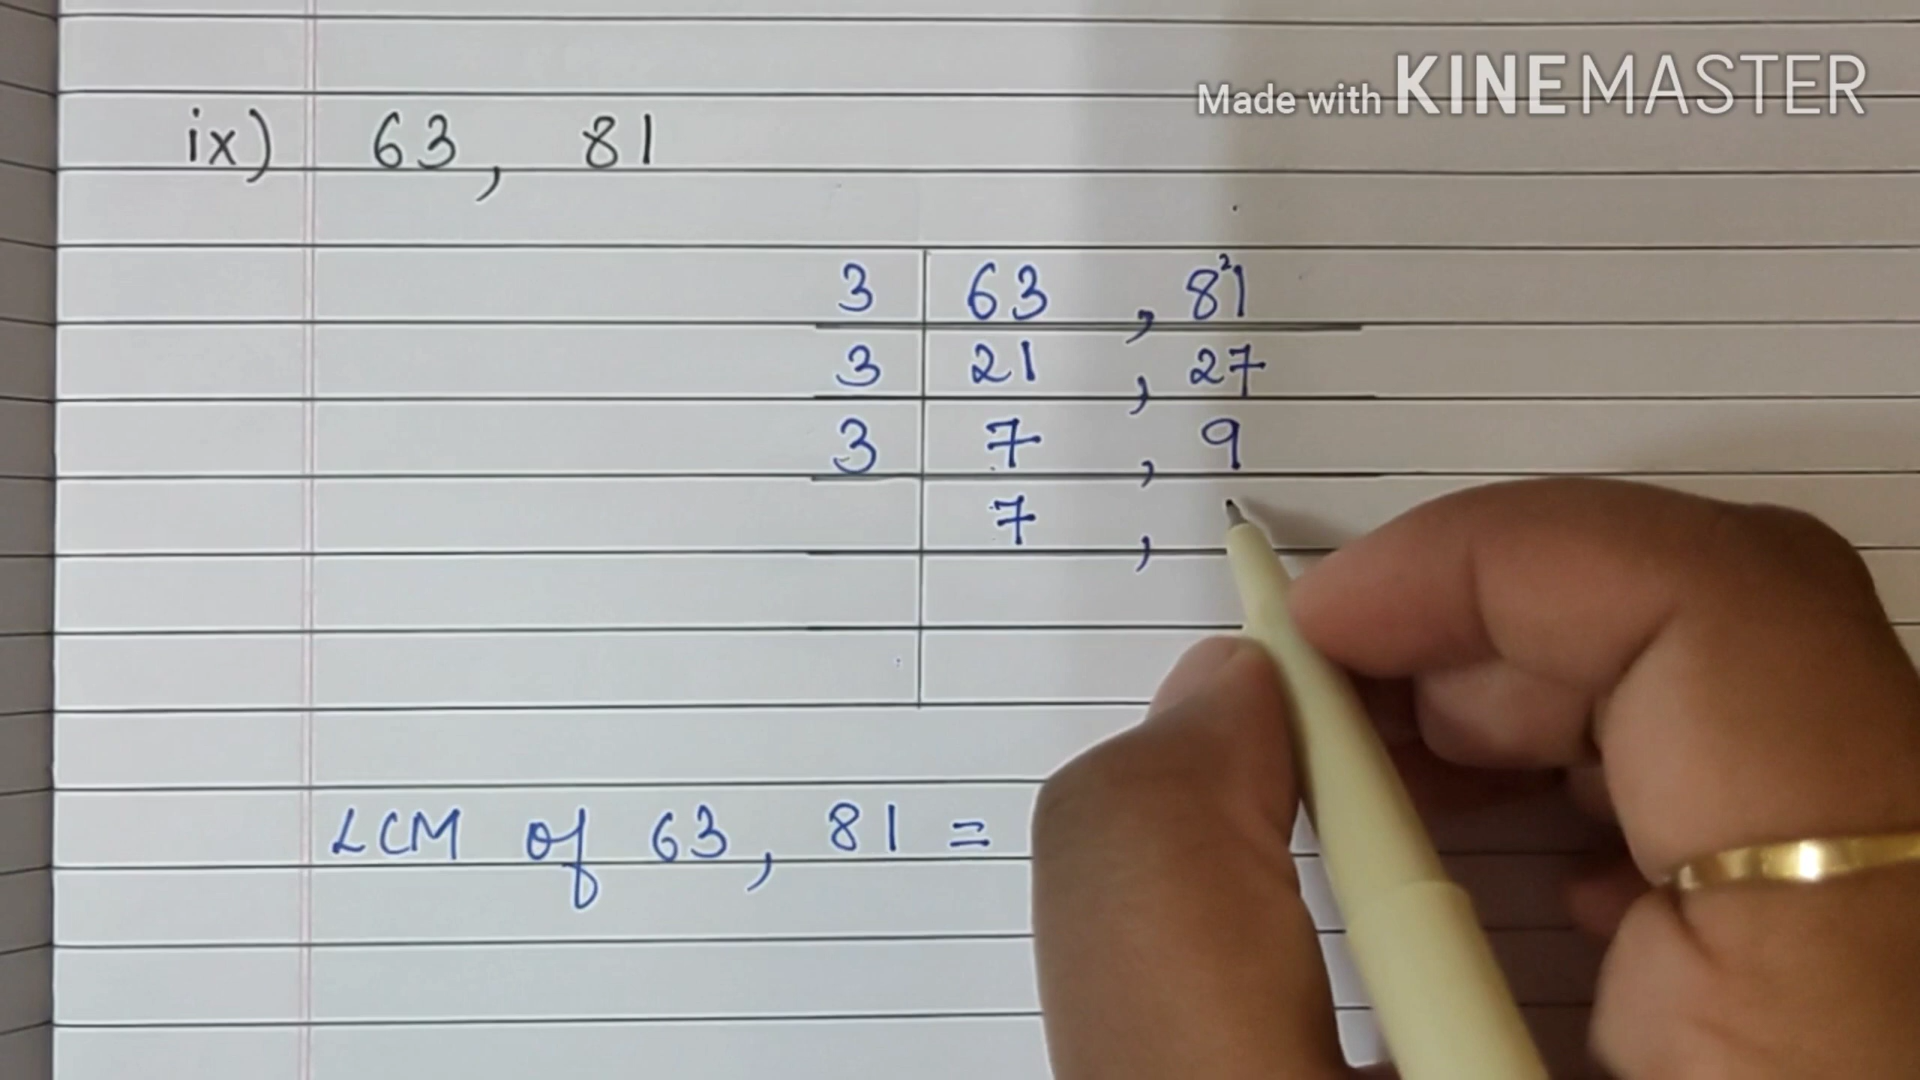 Made with KINEMASTER
ix) 63, 81
3 63 , 8²1
3 21 , 27
3 7 , 9
7 ,
LCM of 63, 81 =